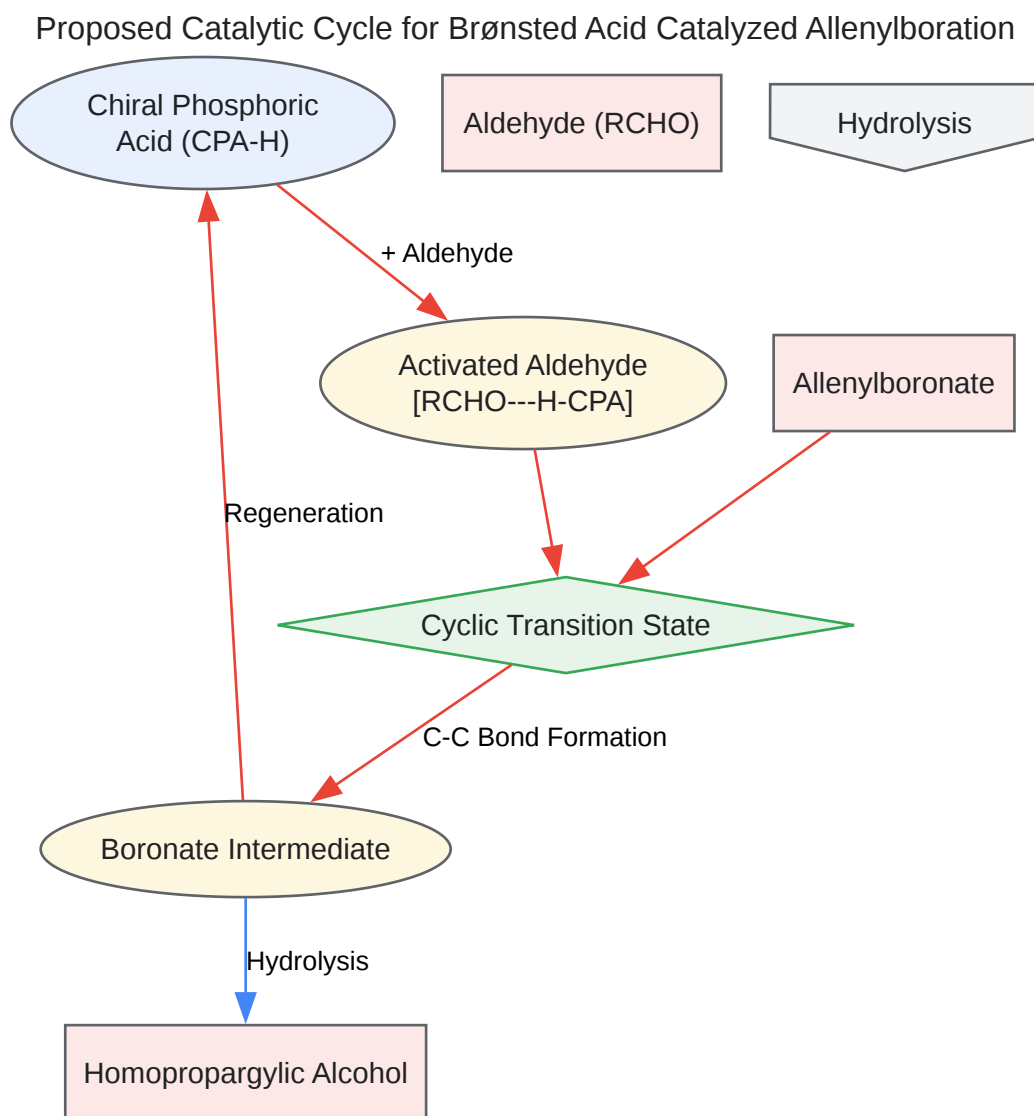 Proposed Catalytic Cycle for Brønsted Acid Catalyzed Allenylboration
Chiral Phosphoric
Acid (CPA-H)
Aldehyde (RCHO)
Hydrolysis
+ Aldehyde
Activated Aldehyde
[RCHO---H-CPA]
Allenylboronate
Regeneration
Cyclic Transition State
C-C Bond Formation
Boronate Intermediate
Hydrolysis
Homopropargylic Alcohol